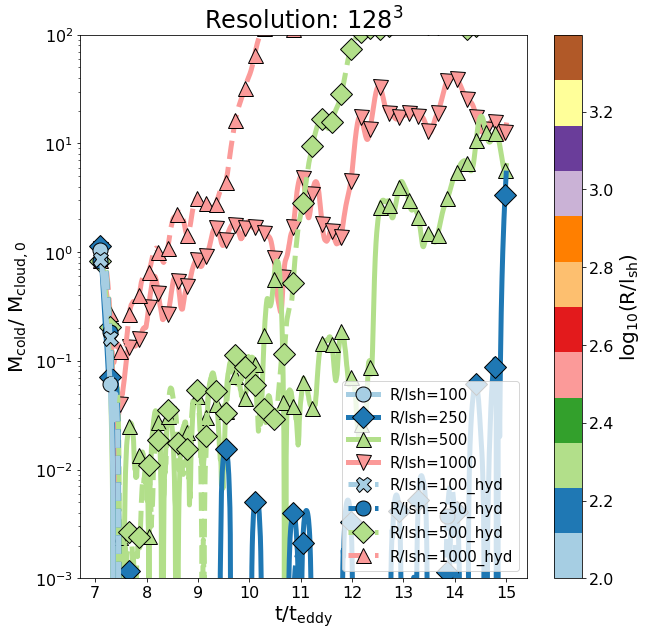 Resolution: 128³
10²
10¹
10⁰
10⁻¹
10⁻²
10⁻³
M_cold/ M_cloud, 0
7 8 9 10 11 12 13 14 15
t/t_eddy
R/lsh=100
R/lsh=250
R/lsh=500
R/lsh=1000
R/lsh=100_hyd
R/lsh=250_hyd
R/lsh=500_hyd
R/lsh=1000_hyd
3.2
3.0
2.8
2.6
2.4
2.2
2.0
log₁₀(R/l_sh)